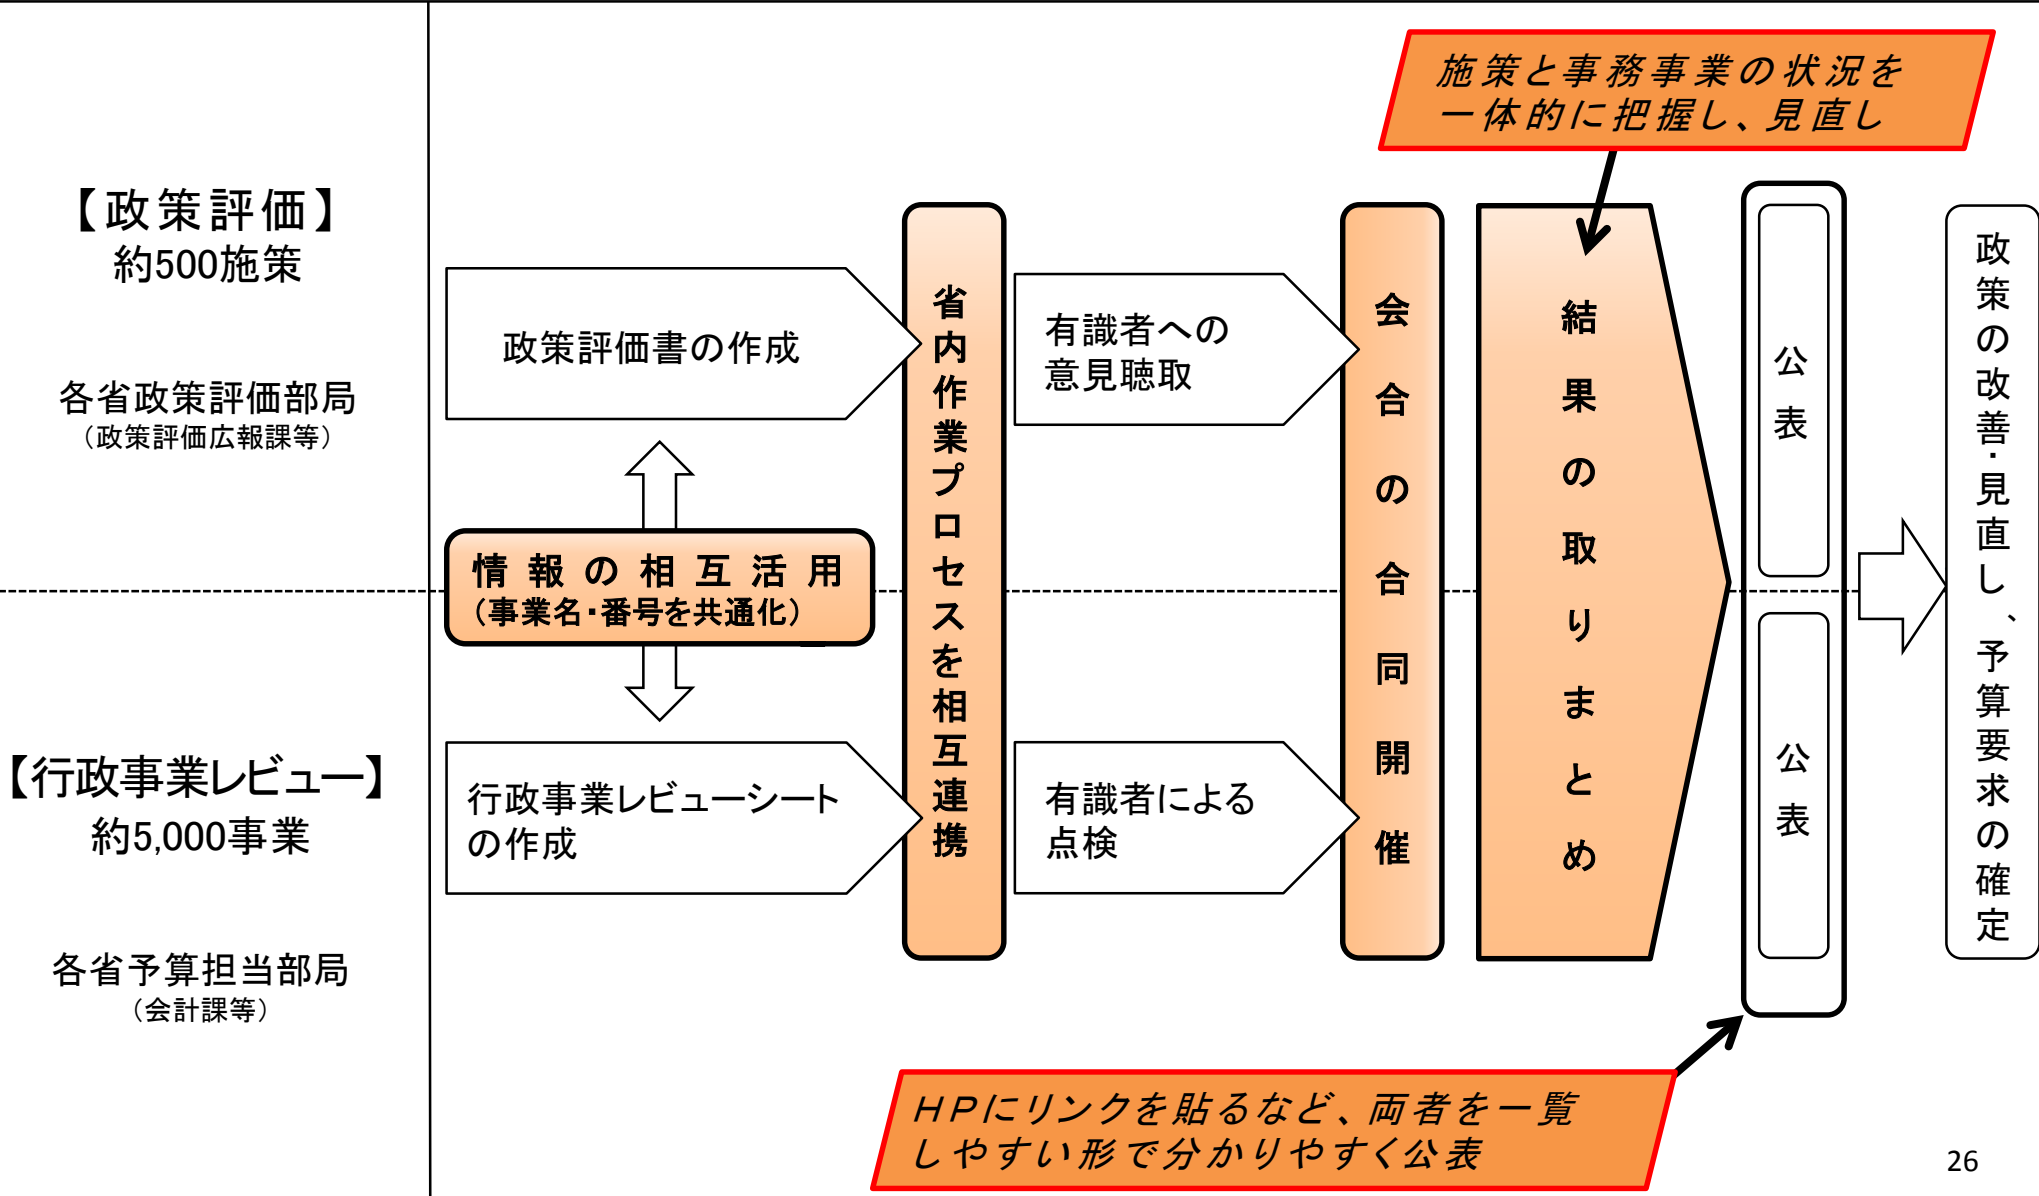 施策と事務事業の状況を
一体的に把握し、見直し
【政策評価】
約500施策
各省政策評価部局
（政策評価広報課等）
政策評価書の作成
情報の相互活用
（事業名・番号を共通化）
【行政事業レビュー】
約5,000事業
各省予算担当部局
（会計課等）
行政事業レビューシート
の作成
省内作業プロセスを相互連携
有識者への
意見聴取
有識者による
点検
会合の合同開催
結果の取りまとめ
公表
公表
政策の改善・見直し、予算要求の確定
ＨＰにリンクを貼るなど、両者を一覧
しやすい形で分かりやすく公表
26